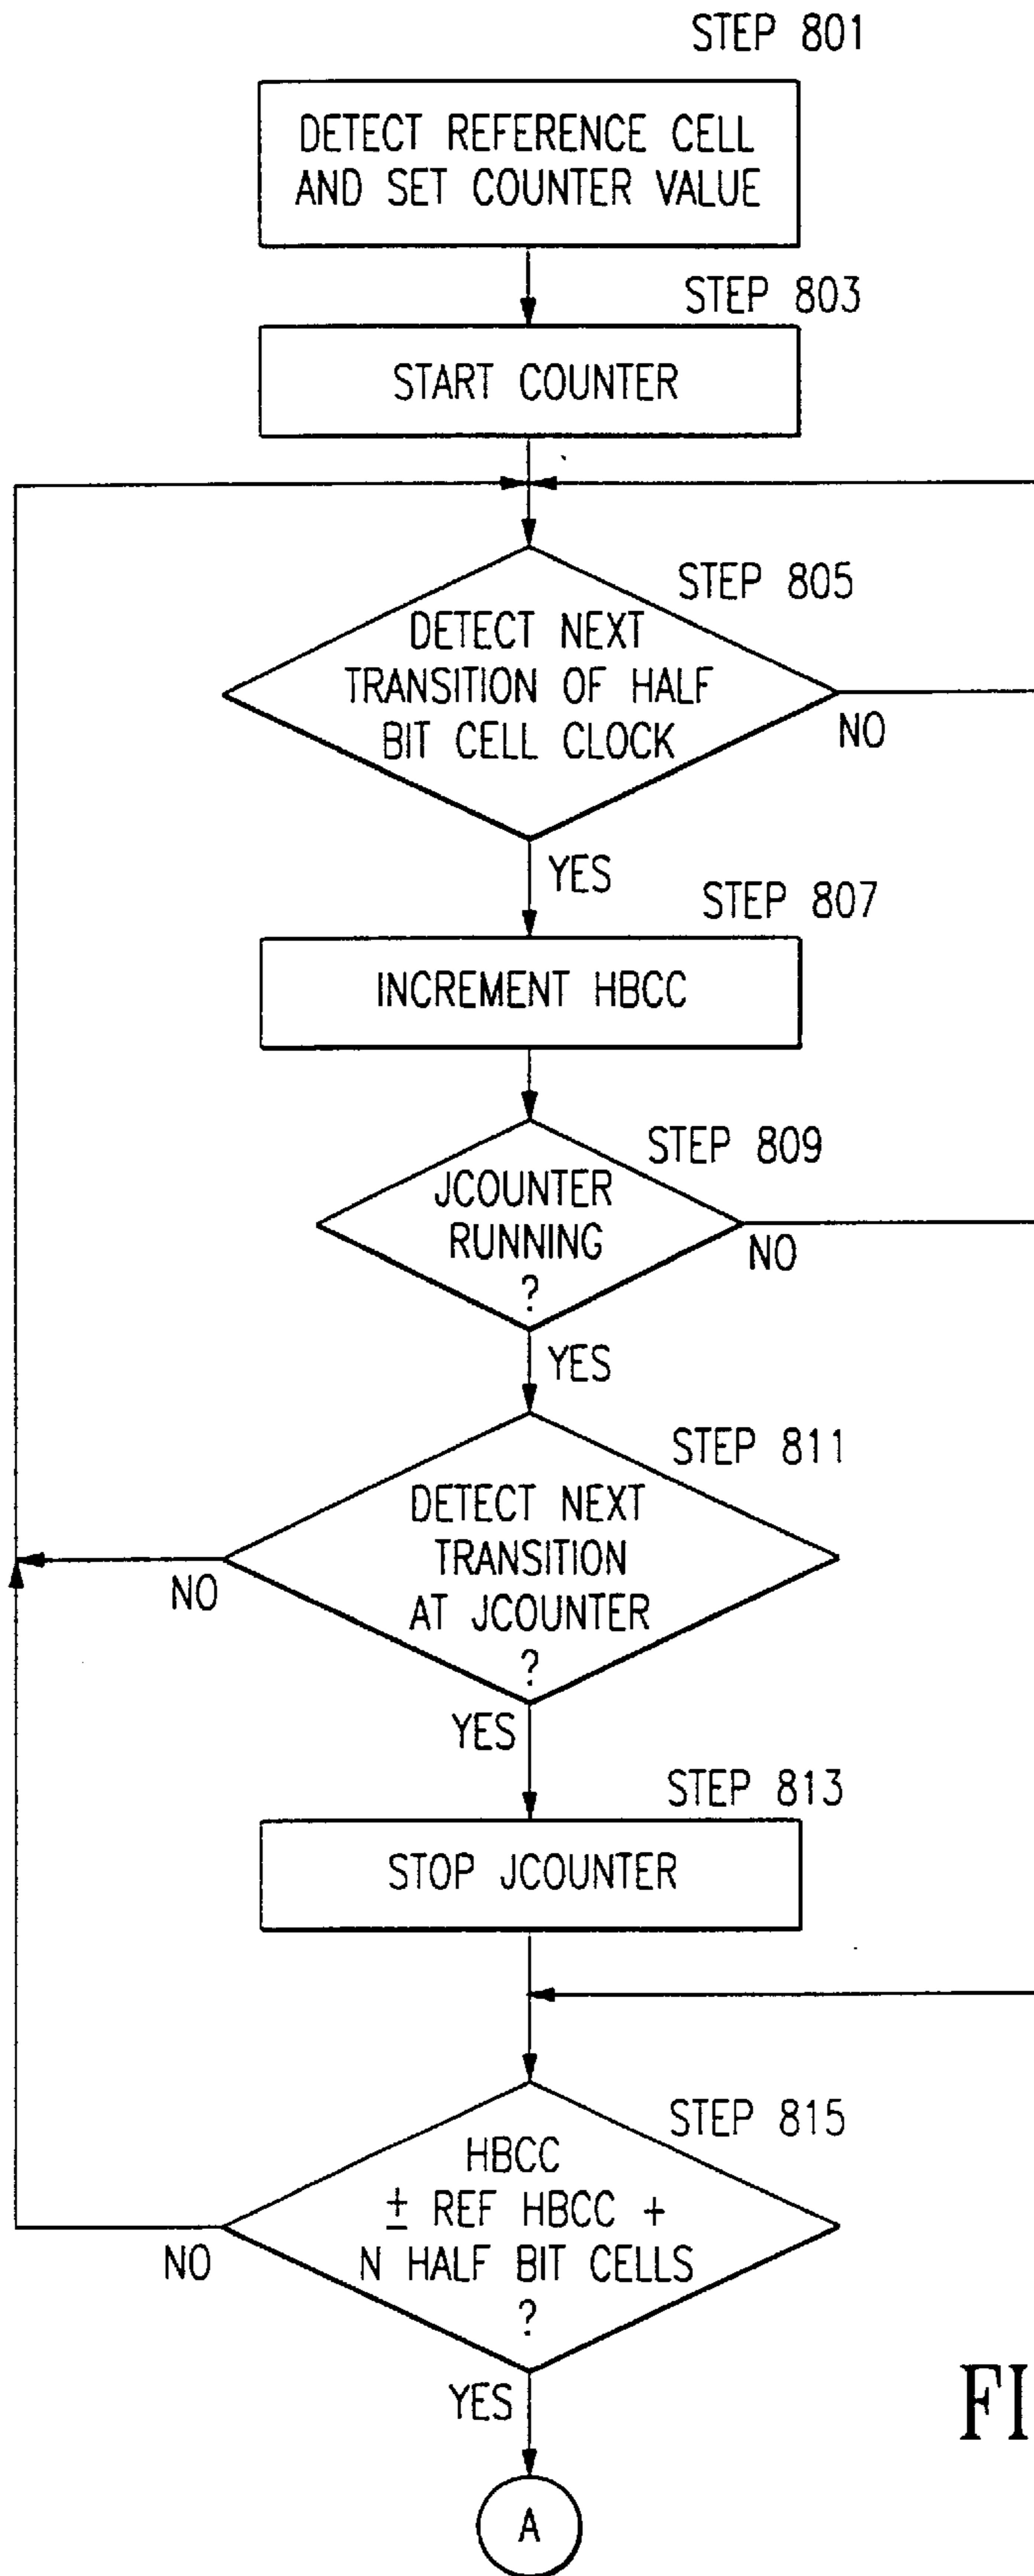 STEP 801
DETECT REFERENCE CELL
AND SET COUNTER VALUE
STEP 803
START COUNTER
STEP 805
DETECT NEXT
TRANSITION OF HALF
BIT CELL CLOCK
NO
YES
STEP 807
INCREMENT HBCC
STEP 809
JCOUNTER
RUNNING
?
NO
YES
STEP 811
DETECT NEXT
TRANSITION
AT JCOUNTER
?
NO
YES
STEP 813
STOP JCOUNTER
STEP 815
HBCC
± REF HBCC +
N HALF BIT CELLS
?
NO
YES
FI
A